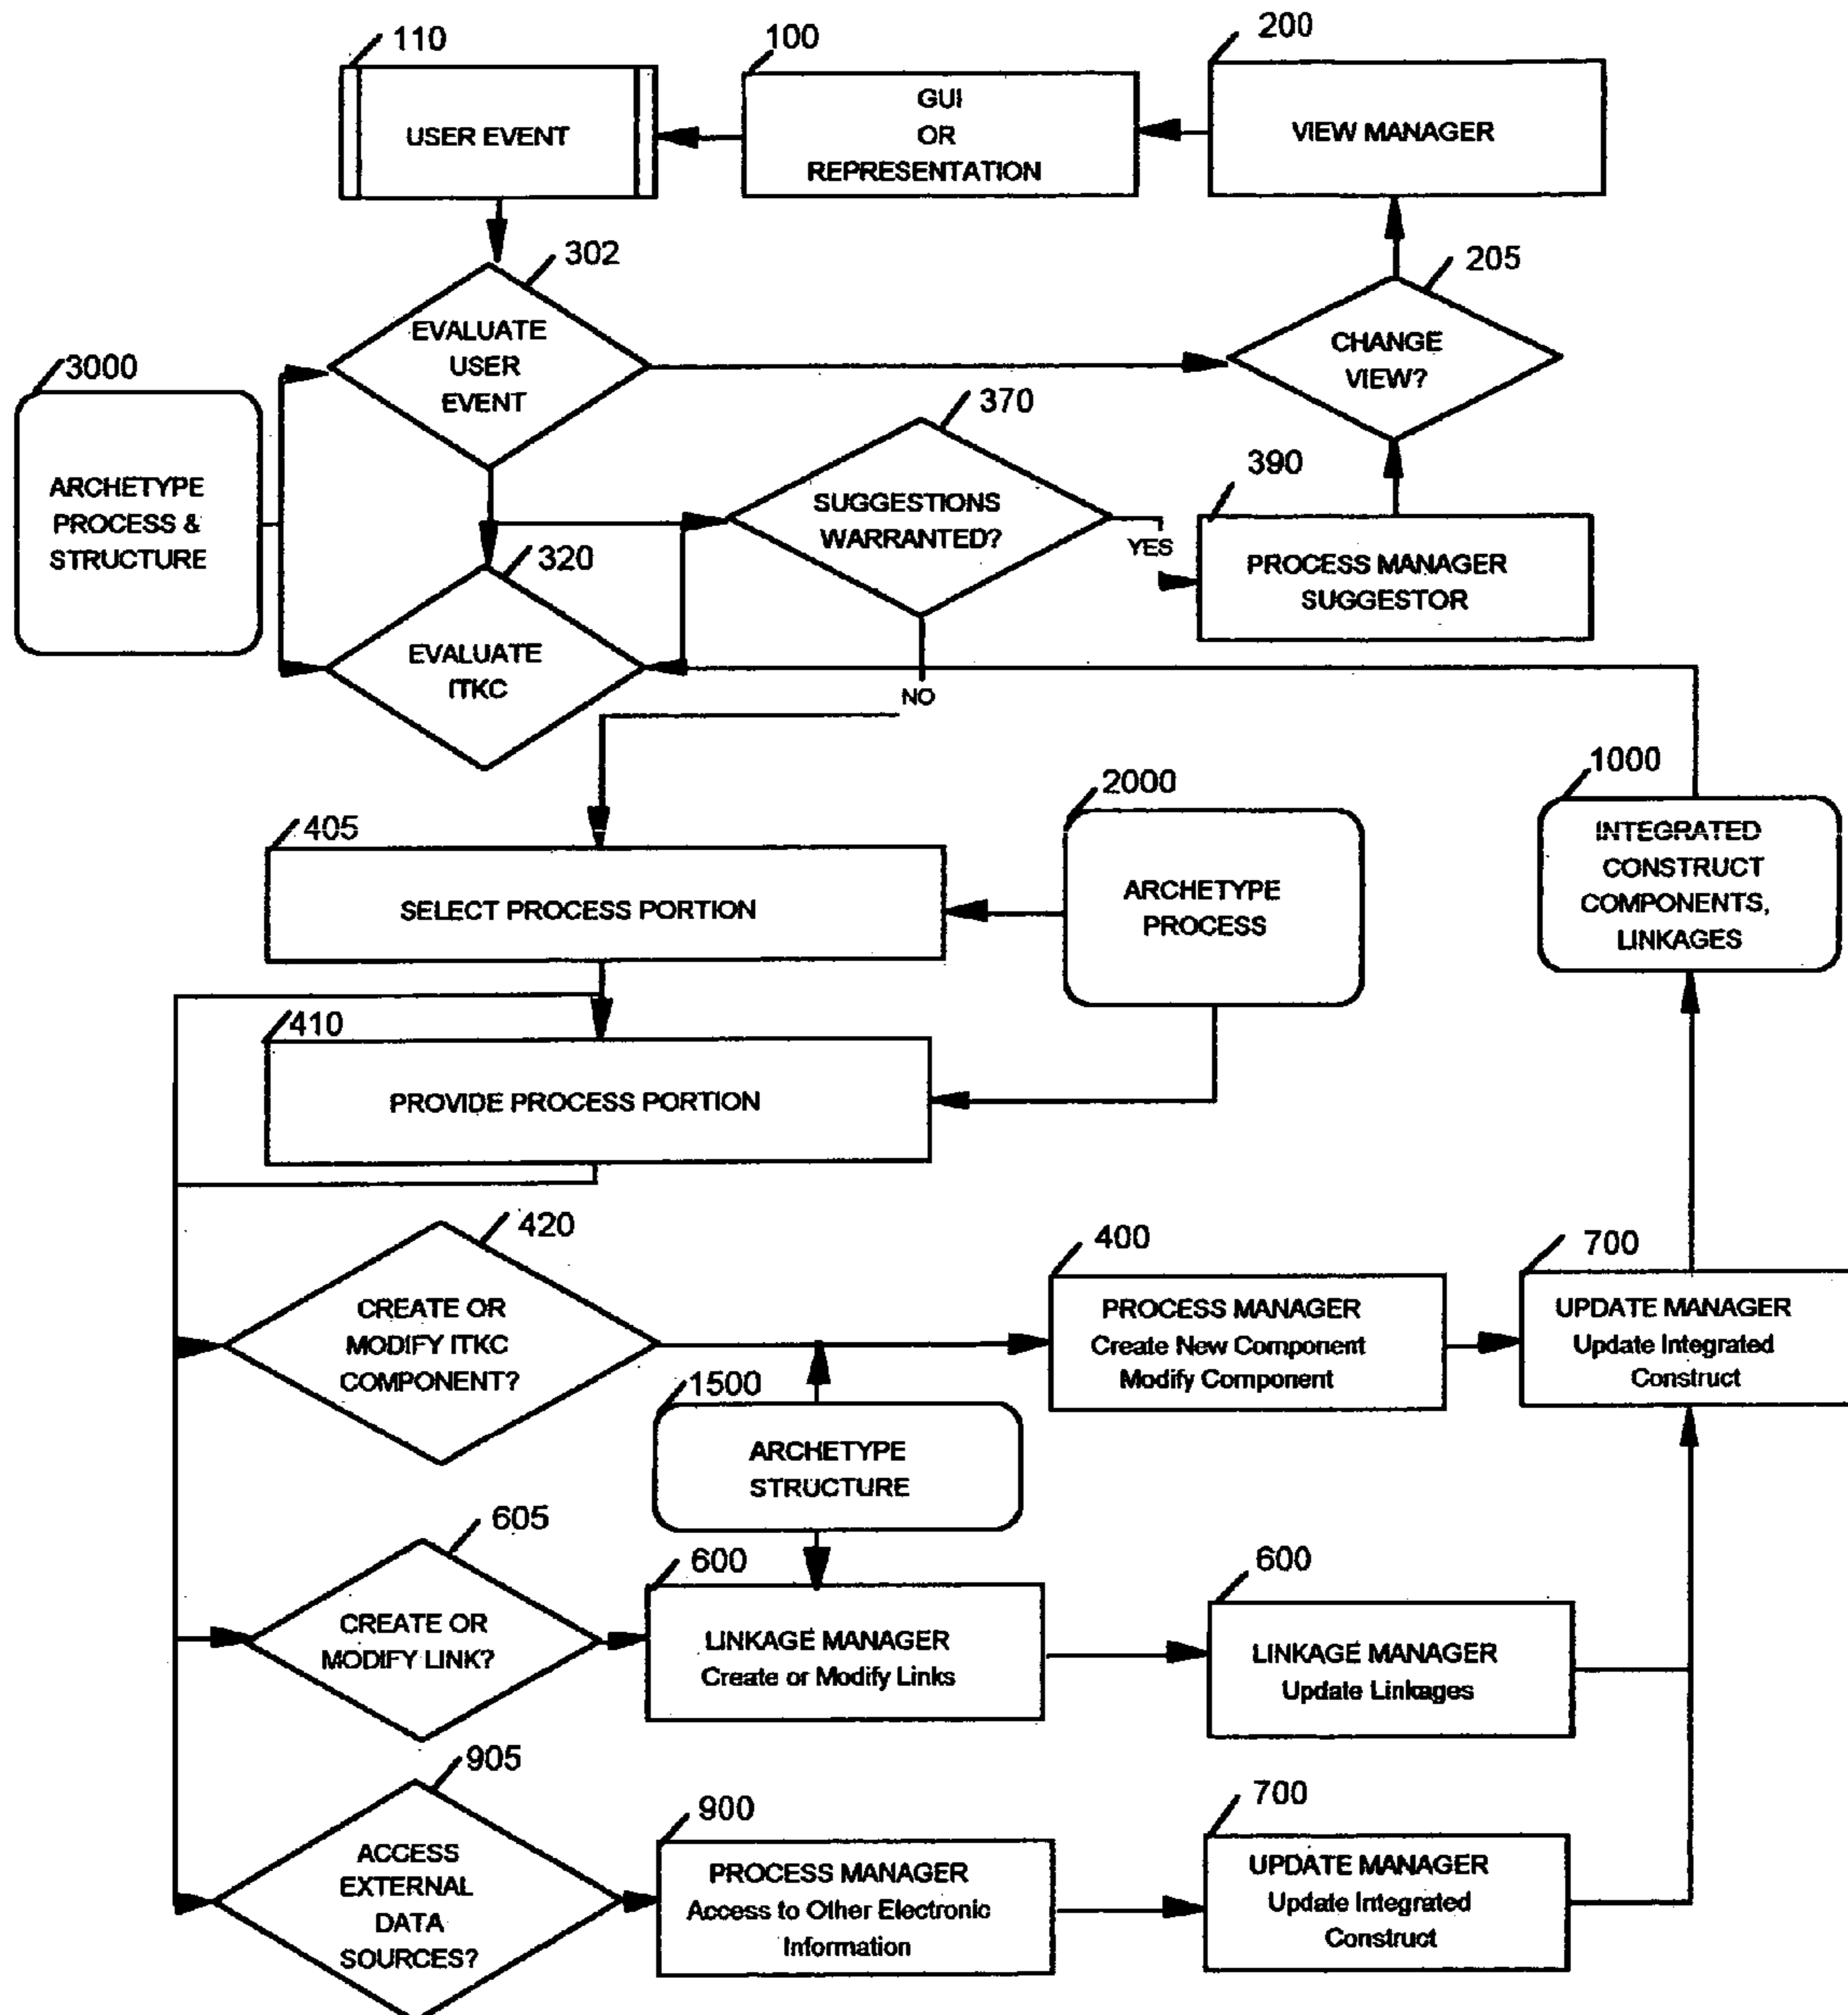 110
100
200
USER EVENT
GUI
OR
REPRESENTATION
VIEW MANAGER
302
205
EVALUATE
USER
EVENT
CHANGE
VIEW?
3000
ARCHETYPE
PROCESS &
STRUCTURE
370
SUGGESTIONS
WARRANTED?
YES
NO
390
PROCESS MANAGER
SUGGESTOR
320
EVALUATE
ITKC
405
SELECT PROCESS PORTION
2000
ARCHETYPE
PROCESS
1000
INTEGRATED
CONSTRUCT
COMPONENTS,
LINKAGES
410
PROVIDE PROCESS PORTION
420
CREATE OR
MODIFY ITKC
COMPONENT?
400
PROCESS MANAGER
Create New Component
Modify Component
700
UPDATE MANAGER
Update Integrated
Construct
1500
ARCHETYPE
STRUCTURE
605
CREATE OR
MODIFY LINK?
600
LINKAGE MANAGER
Create or Modify Links
600
LINKAGE MANAGER
Update Linkages
905
ACCESS
EXTERNAL
DATA
SOURCES?
900
PROCESS MANAGER
Access to Other Electronic
Information
700
UPDATE MANAGER
Update Integrated
Construct